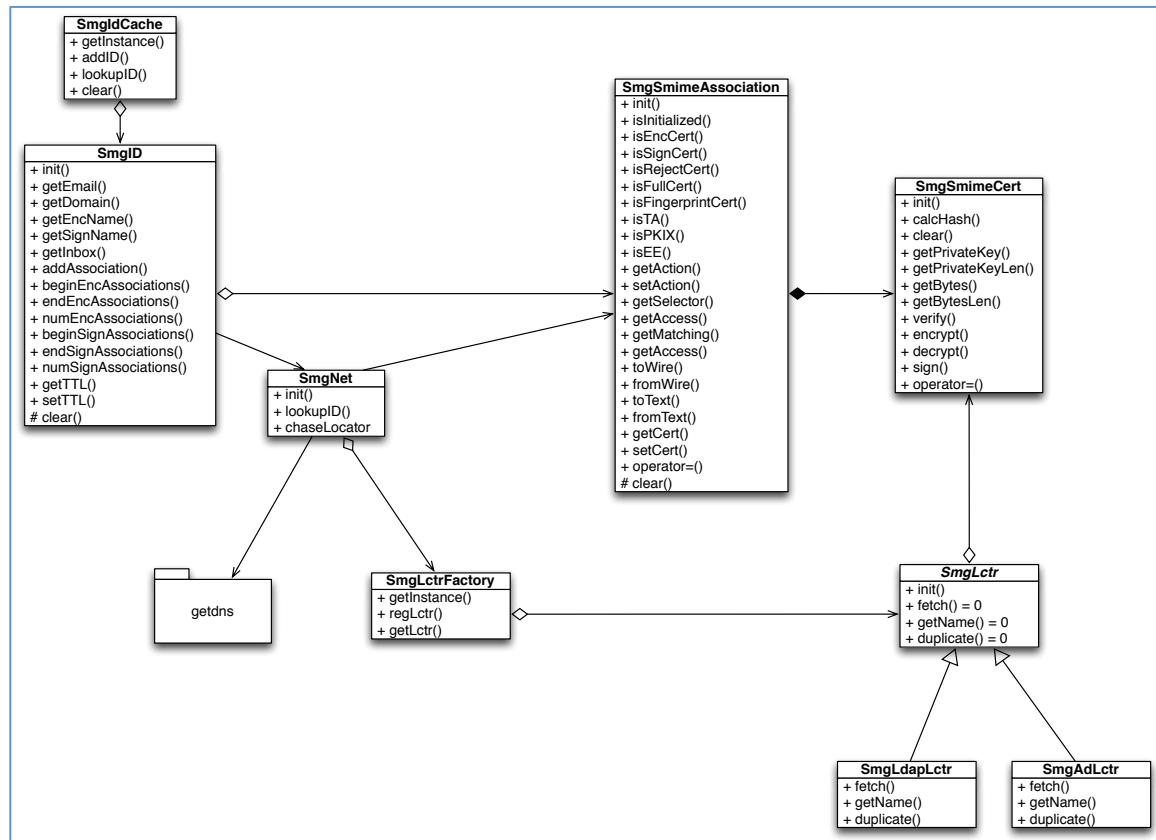 SmgIdCache
+ getInstance()
+ addID()
+ lookupID()
+ clear()
SmgID
+ init()
+ getEmail()
+ getDomain()
+ getEncName()
+ getSignName()
+ getInbox()
+ addAssociation()
+ beginEncAssociations()
+ endEncAssociations()
+ numEncAssociations()
+ beginSignAssociations()
+ endSignAssociations()
+ numSignAssociations()
+ getTTL()
+ setTTL()
# clear()
SmgNet
+ init()
+ lookupID()
+ chaseLocator
getdns
SmgLctrFactory
+ getInstance()
+ regLctr()
+ getLctr()
SmgSmimeAssociation
+ init()
+ isInitialized()
+ isEncCert()
+ isSignCert()
+ isRejectCert()
+ isFullCert()
+ isFingerprintCert()
+ isTA()
+ isPKIX()
+ isEE()
+ getAction()
+ setAction()
+ getSelector()
+ getAccess()
+ getMatching()
+ getAccess()
+ toWire()
+ fromWire()
+ toText()
+ fromText()
+ getCert()
+ setCert()
+ operator=()
# clear()
SmgSmimeCert
+ init()
+ calcHash()
+ clear()
+ getPrivateKey()
+ getPrivateKeyLen()
+ getBytes()
+ getBytesLen()
+ verify()
+ encrypt()
+ decrypt()
+ sign()
+ operator=()
SmgLctr
+ init()
+ fetch() = 0
+ getName() = 0
+ duplicate() = 0
SmgLdapLctr
+ fetch()
+ getName()
+ duplicate()
SmgAdLctr
+ fetch()
+ getName()
+ duplicate()